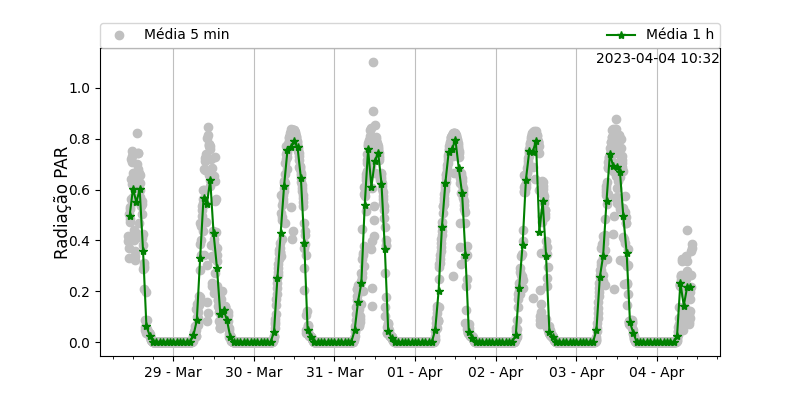 Média 5 min
Média 1 h
2023-04-04 10:32
Radiação PAR
1.0
0.8
0.6
0.4
0.2
0.0
29 - Mar
30 - Mar
31 - Mar
01 - Apr
02 - Apr
03 - Apr
04 - Apr